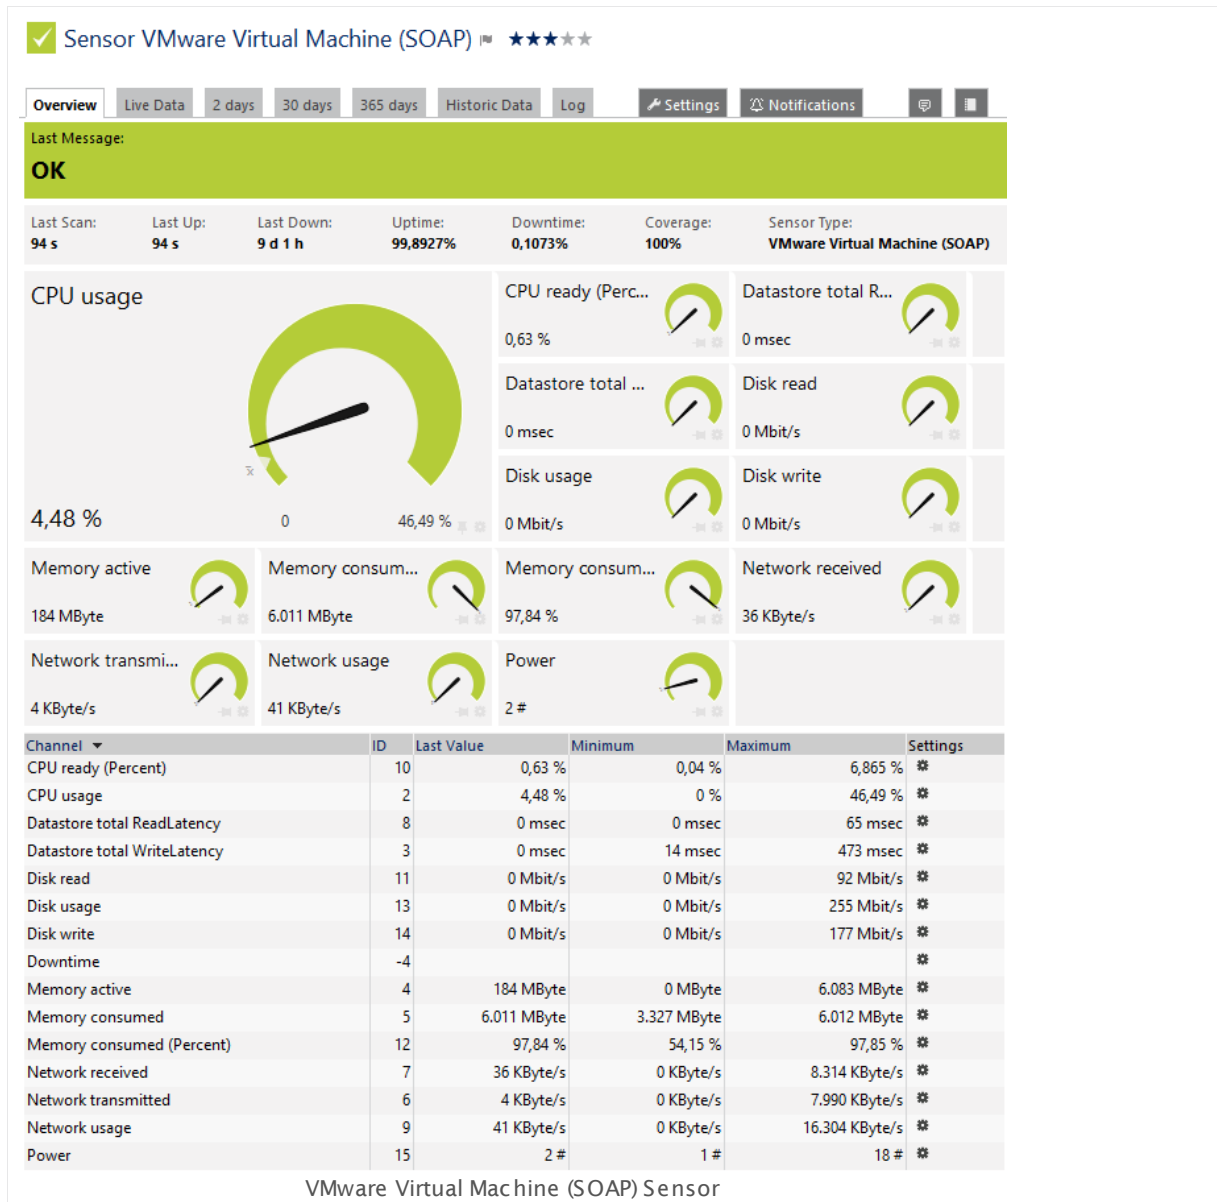 Sensor VMware Virtual Machine (SOAP)
Overview Live Data 2 days 30 days 365 days Historic Data Log Settings Notifications
Last Message:
OK
Last Scan: Last Up: Last Down: Uptime: Downtime: Coverage: Sensor Type:
94 s 94 s 9 d 1 h 99,8927% 0,1073% 100% VMware Virtual Machine (SOAP)
CPU usage
4,48 %
0 46,49 %
CPU ready (Perc...
0,63 %
Datastore total R...
0 msec
Datastore total ...
0 msec
Disk read
0 Mbit/s
Disk usage
0 Mbit/s
Disk write
0 Mbit/s
Memory active
184 MByte
Memory consum...
6.011 MByte
Memory consum...
97,84 %
Network received
36 KByte/s
Network transmi...
4 KByte/s
Network usage
41 KByte/s
Power
2 #
Channel ID Last Value Minimum Maximum Settings
CPU ready (Percent) 10 0,63 % 0,04 % 6,865 %
CPU usage 2 4,48 % 0 % 46,49 %
Datastore total ReadLatency 8 0 msec 0 msec 65 msec
Datastore total WriteLatency 3 0 msec 14 msec 473 msec
Disk read 11 0 Mbit/s 0 Mbit/s 92 Mbit/s
Disk usage 13 0 Mbit/s 0 Mbit/s 255 Mbit/s
Disk write 14 0 Mbit/s 0 Mbit/s 177 Mbit/s
Downtime -4
Memory active 4 184 MByte 0 MByte 6.083 MByte
Memory consumed 5 6.011 MByte 3.327 MByte 6.012 MByte
Memory consumed (Percent) 12 97,84 % 54,15 % 97,85 %
Network received 7 36 KByte/s 0 KByte/s 8.314 KByte/s
Network transmitted 6 4 KByte/s 0 KByte/s 7.990 KByte/s
Network usage 9 41 KByte/s 0 KByte/s 16.304 KByte/s
Power 15 2 # 1 # 18 #
VMware Virtual Machine (SOAP) Sensor